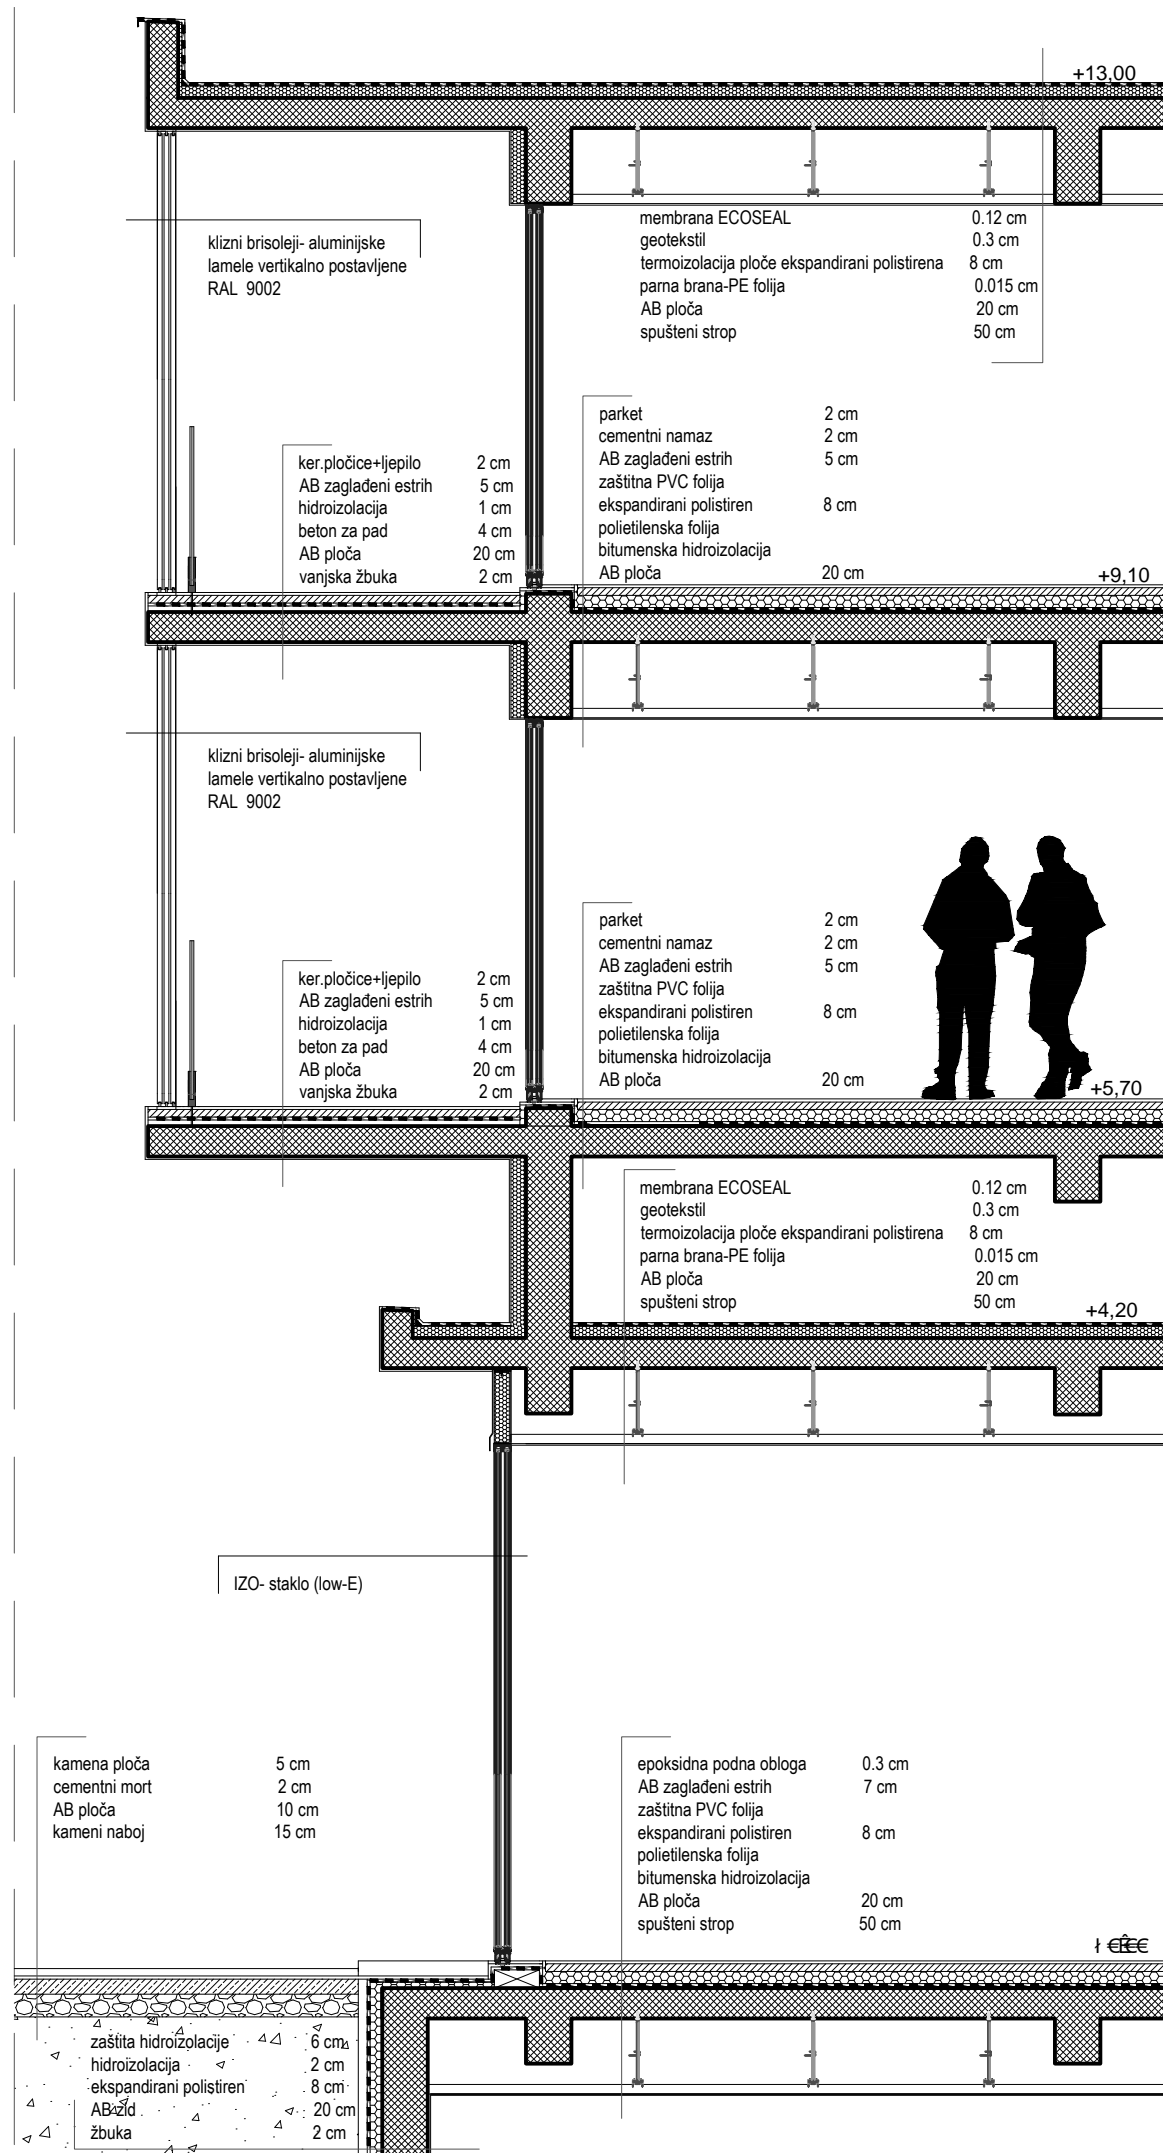 +13,00
membrana ECOSEAL 0.12 cm
geotekstil 0.3 cm
termoizolacija ploče ekspandirani polistirena 8 cm
parna brana-PE folija 0.015 cm
AB ploča 20 cm
spušteni strop 50 cm
klizni brisoleji- aluminijske
lamele vertikalno postavljene
RAL 9002
parket 2 cm
cementni namaz 2 cm
AB zaglađeni estrih 5 cm
zaštitna PVC folija
ekspandirani polistiren 8 cm
polietilenska folija
bitumenska hidroizolacija
AB ploča 20 cm
ker.pločice+ljepilo 2 cm
AB zaglađeni estrih 5 cm
hidroizolacija 1 cm
beton za pad 4 cm
AB ploča 20 cm
vanjska žbuka 2 cm
+9,10
klizni brisoleji- aluminijske
lamele vertikalno postavljene
RAL 9002
parket 2 cm
cementni namaz 2 cm
AB zaglađeni estrih 5 cm
zaštitna PVC folija
ekspandirani polistiren 8 cm
polietilenska folija
bitumenska hidroizolacija
AB ploča 20 cm
ker.pločice+ljepilo 2 cm
AB zaglađeni estrih 5 cm
hidroizolacija 1 cm
beton za pad 4 cm
AB ploča 20 cm
vanjska žbuka 2 cm
+5,70
membrana ECOSEAL 0.12 cm
geotekstil 0.3 cm
termoizolacija ploče ekspandirani polistirena 8 cm
parna brana-PE folija 0.015 cm
AB ploča 20 cm
spušteni strop 50 cm
+4,20
IZO- staklo (low-E)
kamena ploča 5 cm
cementni mort 2 cm
AB ploča 10 cm
kameni naboj 15 cm
epoksidna podna obloga 0.3 cm
AB zaglađeni estrih 7 cm
zaštitna PVC folija
ekspandirani polistiren 8 cm
polietilenska folija
bitumenska hidroizolacija
AB ploča 20 cm
spušteni strop 50 cm
zaštita hidroizolacije 6 cm
hidroizolacija 2 cm
ekspandirani polistiren 8 cm
AB zid 20 cm
žbuka 2 cm